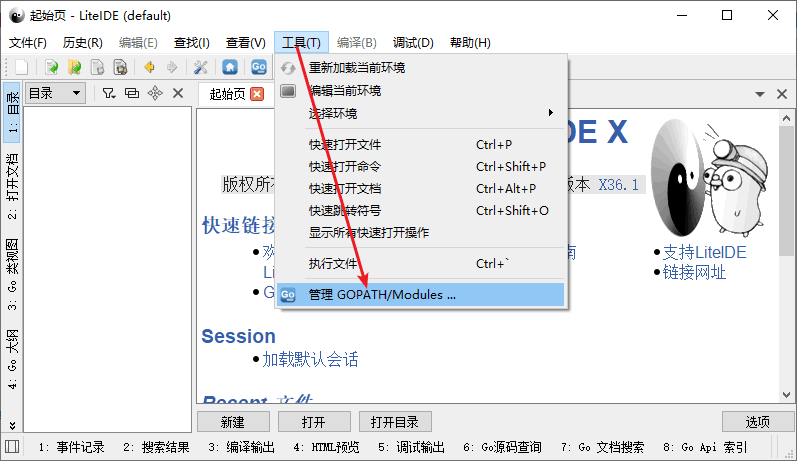 起始页 - LiteIDE (default)
文件(F) 历史(R) 编辑(E) 查找(I) 查看(V) 工具(T) 编译(B) 调试(D) 帮助(H)
Go
目录
起始页
1: 目录
2: 打开文档
3: Go 类视图
4: Go 大纲
重新加载当前环境
编辑当前环境
选择环境
快速打开文件 Ctrl+P
快速打开命令 Ctrl+Shift+P
快速打开文档 Ctrl+Alt+P
快速跳转符号 Ctrl+Shift+O
显示所有快速打开操作
执行文件 Ctrl+`
Go 管理 GOPATH/Modules ...
DE X
版权所 版本 X36.1
快速链接
欢 南
Li
G
支持LiteIDE
链接网址
Session
加载默认会话
Recent 文件
新建 打开 打开目录 选项
1: 事件记录 2: 搜索结果 3: 编译输出 4: HTML预览 5: 调试输出 6: Go源码查询 7: Go 文档搜索 8: Go Api 索引